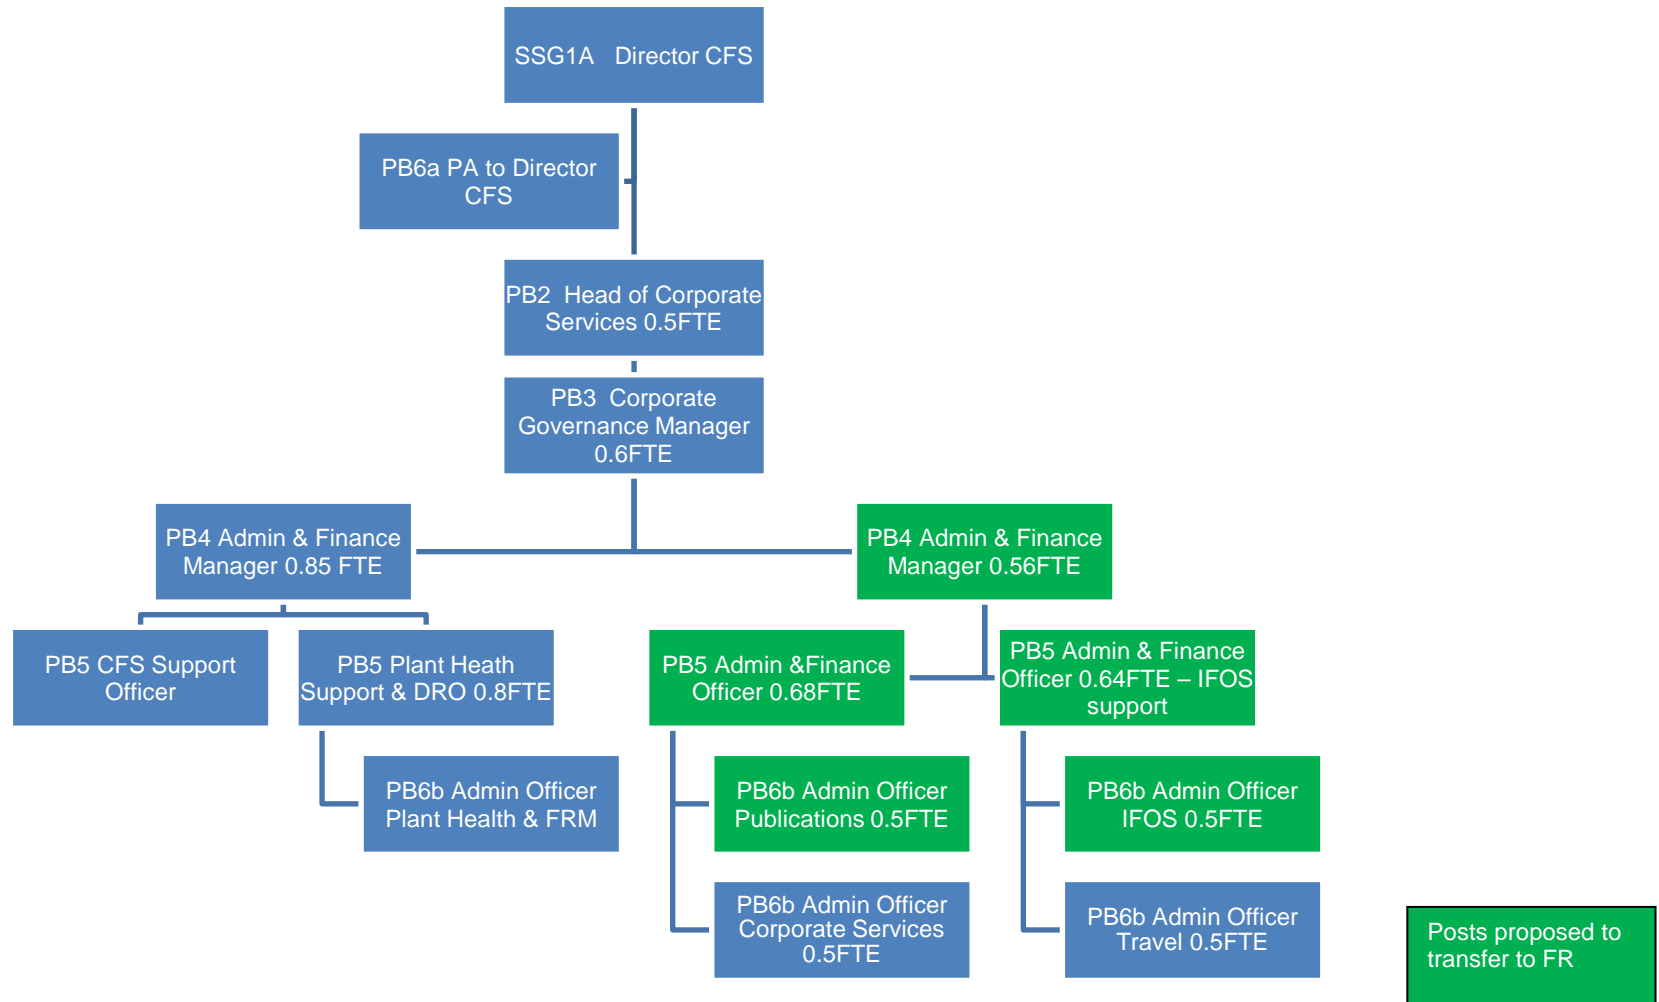 SSG1A   Director CFS
PB6a PA to Director
CFS
PB2  Head of Corporate
Services 0.5FTE
PB3  Corporate
Governance Manager
0.6FTE
PB4 Admin & Finance
Manager 0.85 FTE
PB4 Admin & Finance
Manager 0.56FTE
PB5 CFS Support
Officer
PB5 Plant Heath
Support & DRO 0.8FTE
PB5 Admin &Finance
Officer 0.68FTE
PB5 Admin & Finance
Officer 0.64FTE – IFOS
support
PB6b Admin Officer
Plant Health & FRM
PB6b Admin Officer
Publications 0.5FTE
PB6b Admin Officer
IFOS 0.5FTE
PB6b Admin Officer
Corporate Services
0.5FTE
PB6b Admin Officer
Travel 0.5FTE
Posts proposed to
transfer to FR